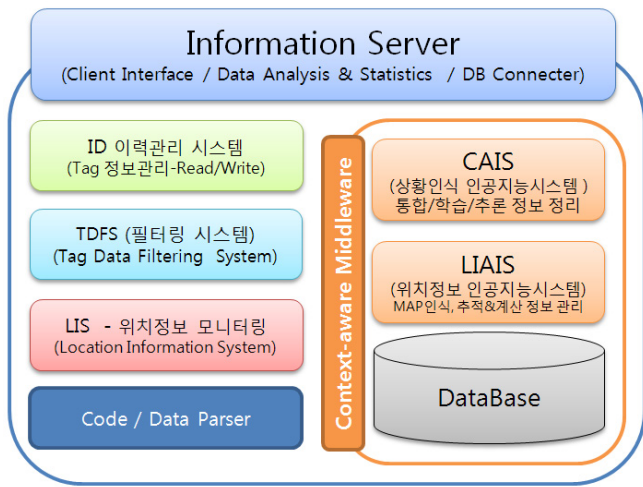 Information Server
(Client Interface / Data Analysis & Statistics / DB Connecter)
ID 이력관리 시스템
(Tag 정보관리-Read/Write)
TDFS (필터링 시스템)
(Tag Data Filtering System)
LIS - 위치정보 모니터링
(Location Information System)
Code / Data Parser
Context-aware Middleware
CAIS
(상황인식 인공지능시스템 )
통합/학습/추론 정보 정리
LIAIS
(위치정보 인공지능시스템)
MAP인식, 추적&계산 정보 관리
DataBase